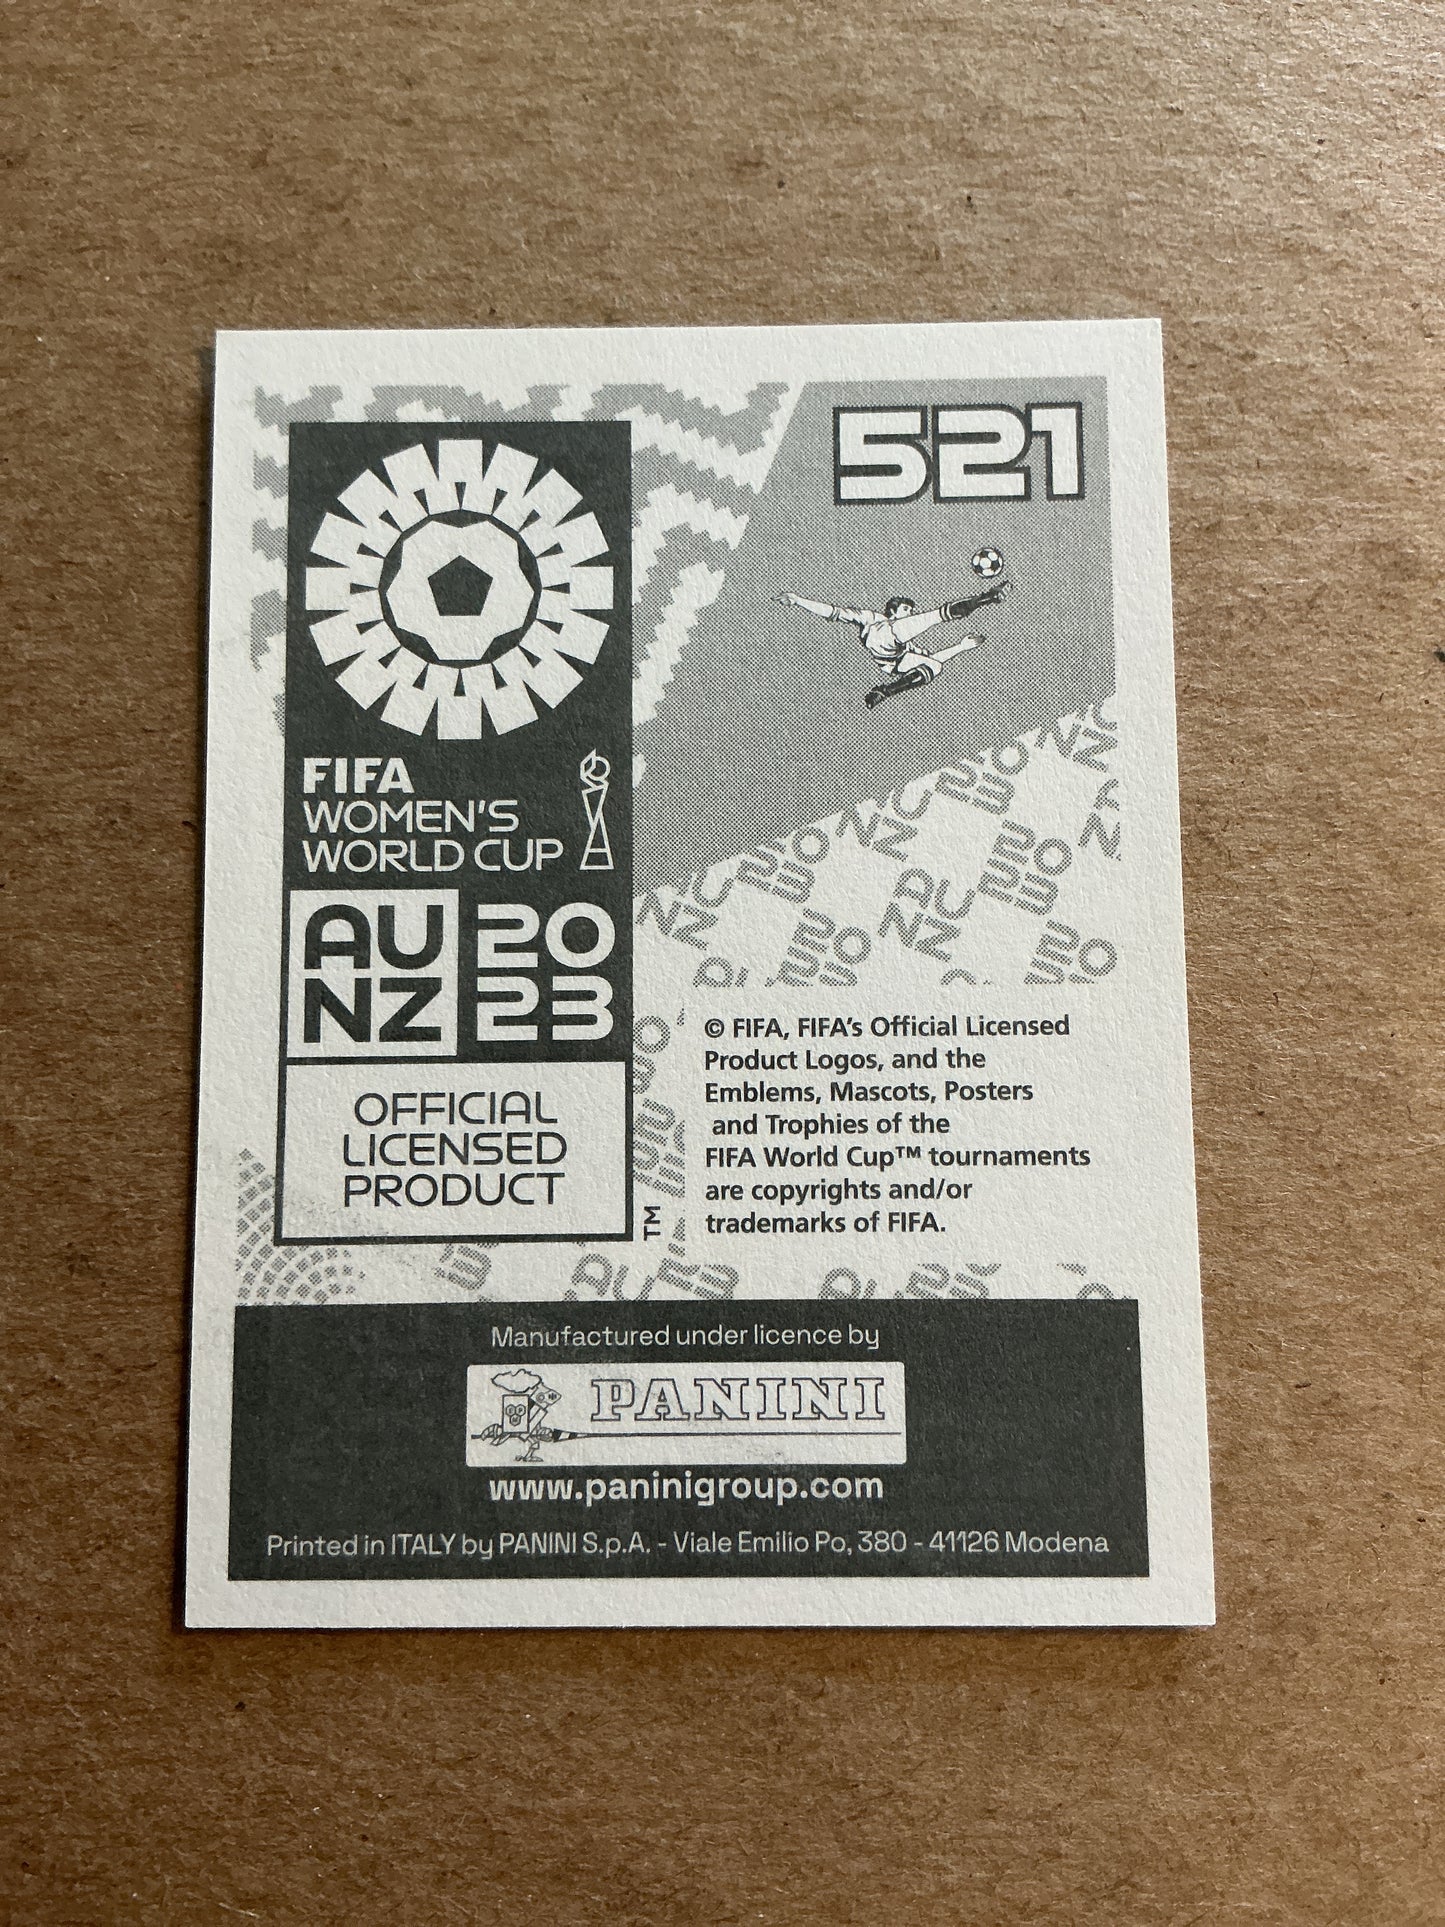 521
FIFA
WOMEN'S
WORLD CUP
AU 20
NZ 23
OFFICIAL
LICENSED
PRODUCT
TM
© FIFA, FIFA's Official Licensed
Product Logos, and the
Emblems, Mascots, Posters
and Trophies of the
FIFA World Cup™ tournaments
are copyrights and/or
trademarks of FIFA.
Manufactured under licence by
PANINI
www.paninigroup.com
Printed in ITALY by PANINI S.p.A. - Viale Emilio Po, 380 - 41126 Modena